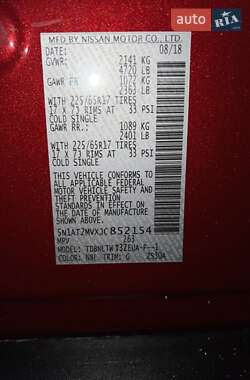 AUTO RIA
MFD BY NISSAN MOTOR CO., LTD.
DATE: 08/18
GVWR: 2141 KG
4720 LB
GAWR FR.: 1072 KG
2363 LB
WITH 225/65R17 TIRES
17 X 7J RIMS AT 33 PSI
COLD SINGLE
GAWR RR.: 1089 KG
2401 LB
WITH 225/65R17 TIRES
17 X 7J RIMS AT 33 PSI
COLD SINGLE
THIS VEHICLE CONFORMS TO ALL
APPLICABLE FEDERAL MOTOR
VEHICLE SAFETY, BUMPER, AND
THEFT PREVENTION STANDARDS
IN EFFECT ON THE DATE OF
MANUFACTURE SHOWN ABOVE.
5N1AT2MVXJC852154
MPV 263
MODEL:
COLOR: NBL TRIM: G